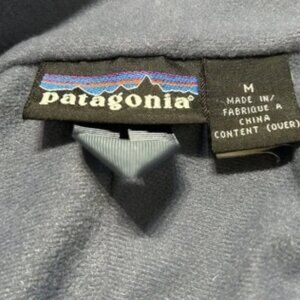 patagonia®
M
MADE IN/
FABRIQUE A
CHINA
CONTENT (OVER)